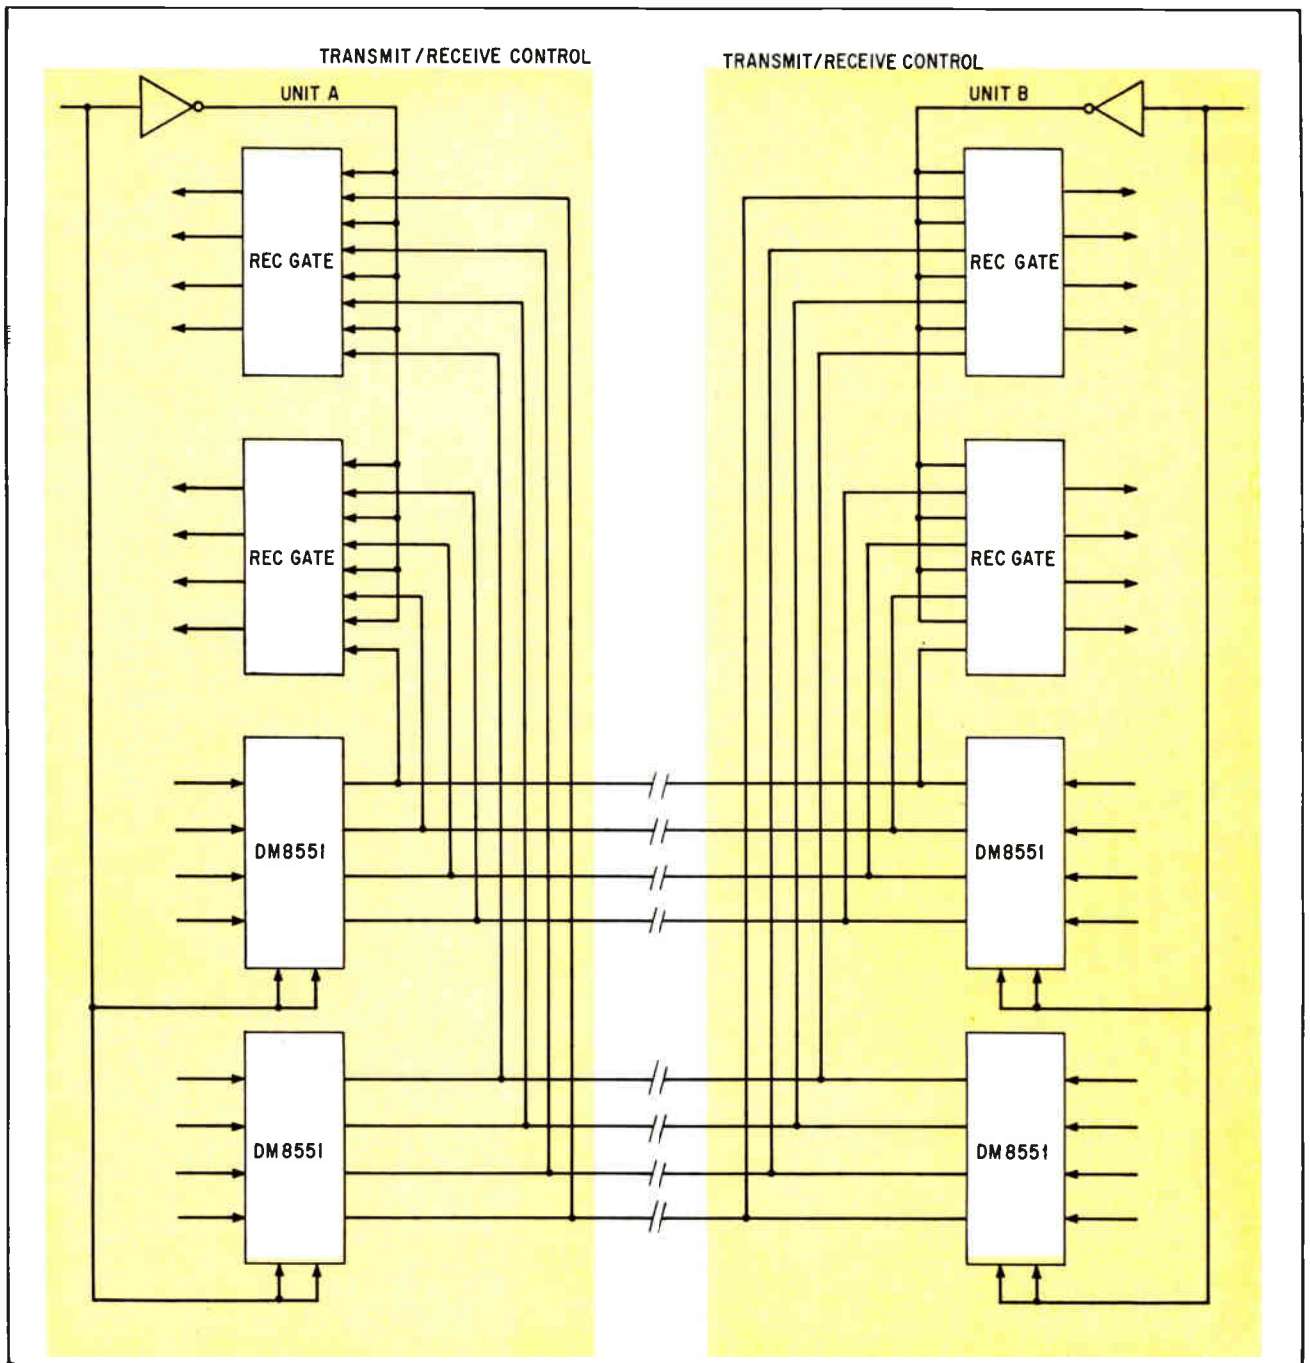 TRANSMIT/RECEIVE CONTROL
TRANSMIT/RECEIVE CONTROL
UNIT A
UNIT B
REC GATE
REC GATE
REC GATE
REC GATE
DM8551
DM8551
DM8551
DM8551